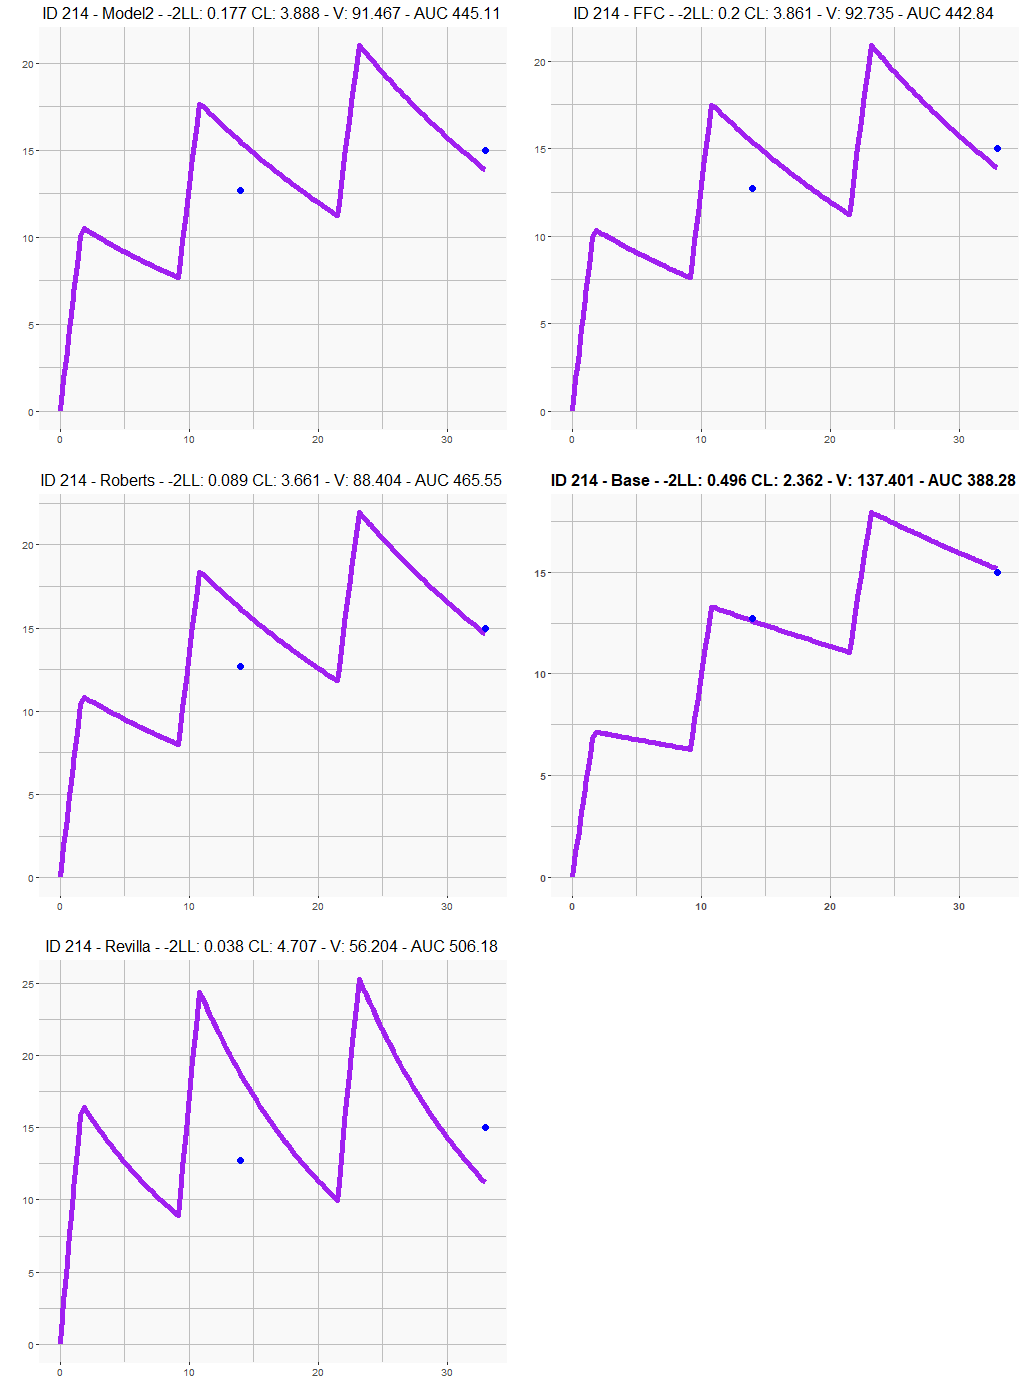 ID 214 - Model2 - -2LL: 0.177 CL: 3.888 - V: 91.467 - AUC 445.11
20
15
10
5
0
0 10 20 30
ID 214 - FFC - -2LL: 0.2 CL: 3.861 - V: 92.735 - AUC 442.84
20
15
10
5
0
0 10 20 30
ID 214 - Roberts - -2LL: 0.089 CL: 3.661 - V: 88.404 - AUC 465.55
20
15
10
5
0
0 10 20 30
ID 214 - Base - -2LL: 0.496 CL: 2.362 - V: 137.401 - AUC 388.28
15
10
5
0
0 10 20 30
ID 214 - Revilla - -2LL: 0.038 CL: 4.707 - V: 56.204 - AUC 506.18
25
20
15
10
5
0
0 10 20 30